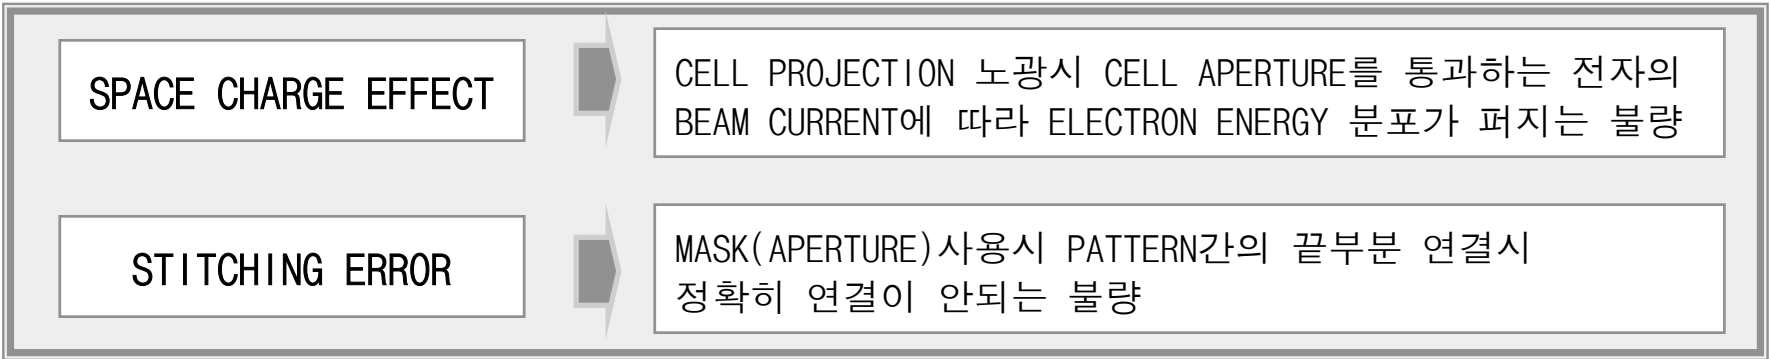 SPACE CHARGE EFFECT
CELL PROJECTION 노광시 CELL APERTURE를 통과하는 전자의
BEAM CURRENT에 따라 ELECTRON ENERGY 분포가 퍼지는 불량
STITCHING ERROR
MASK(APERTURE)사용시 PATTERN간의 끝부분 연결시
정확히 연결이 안되는 불량